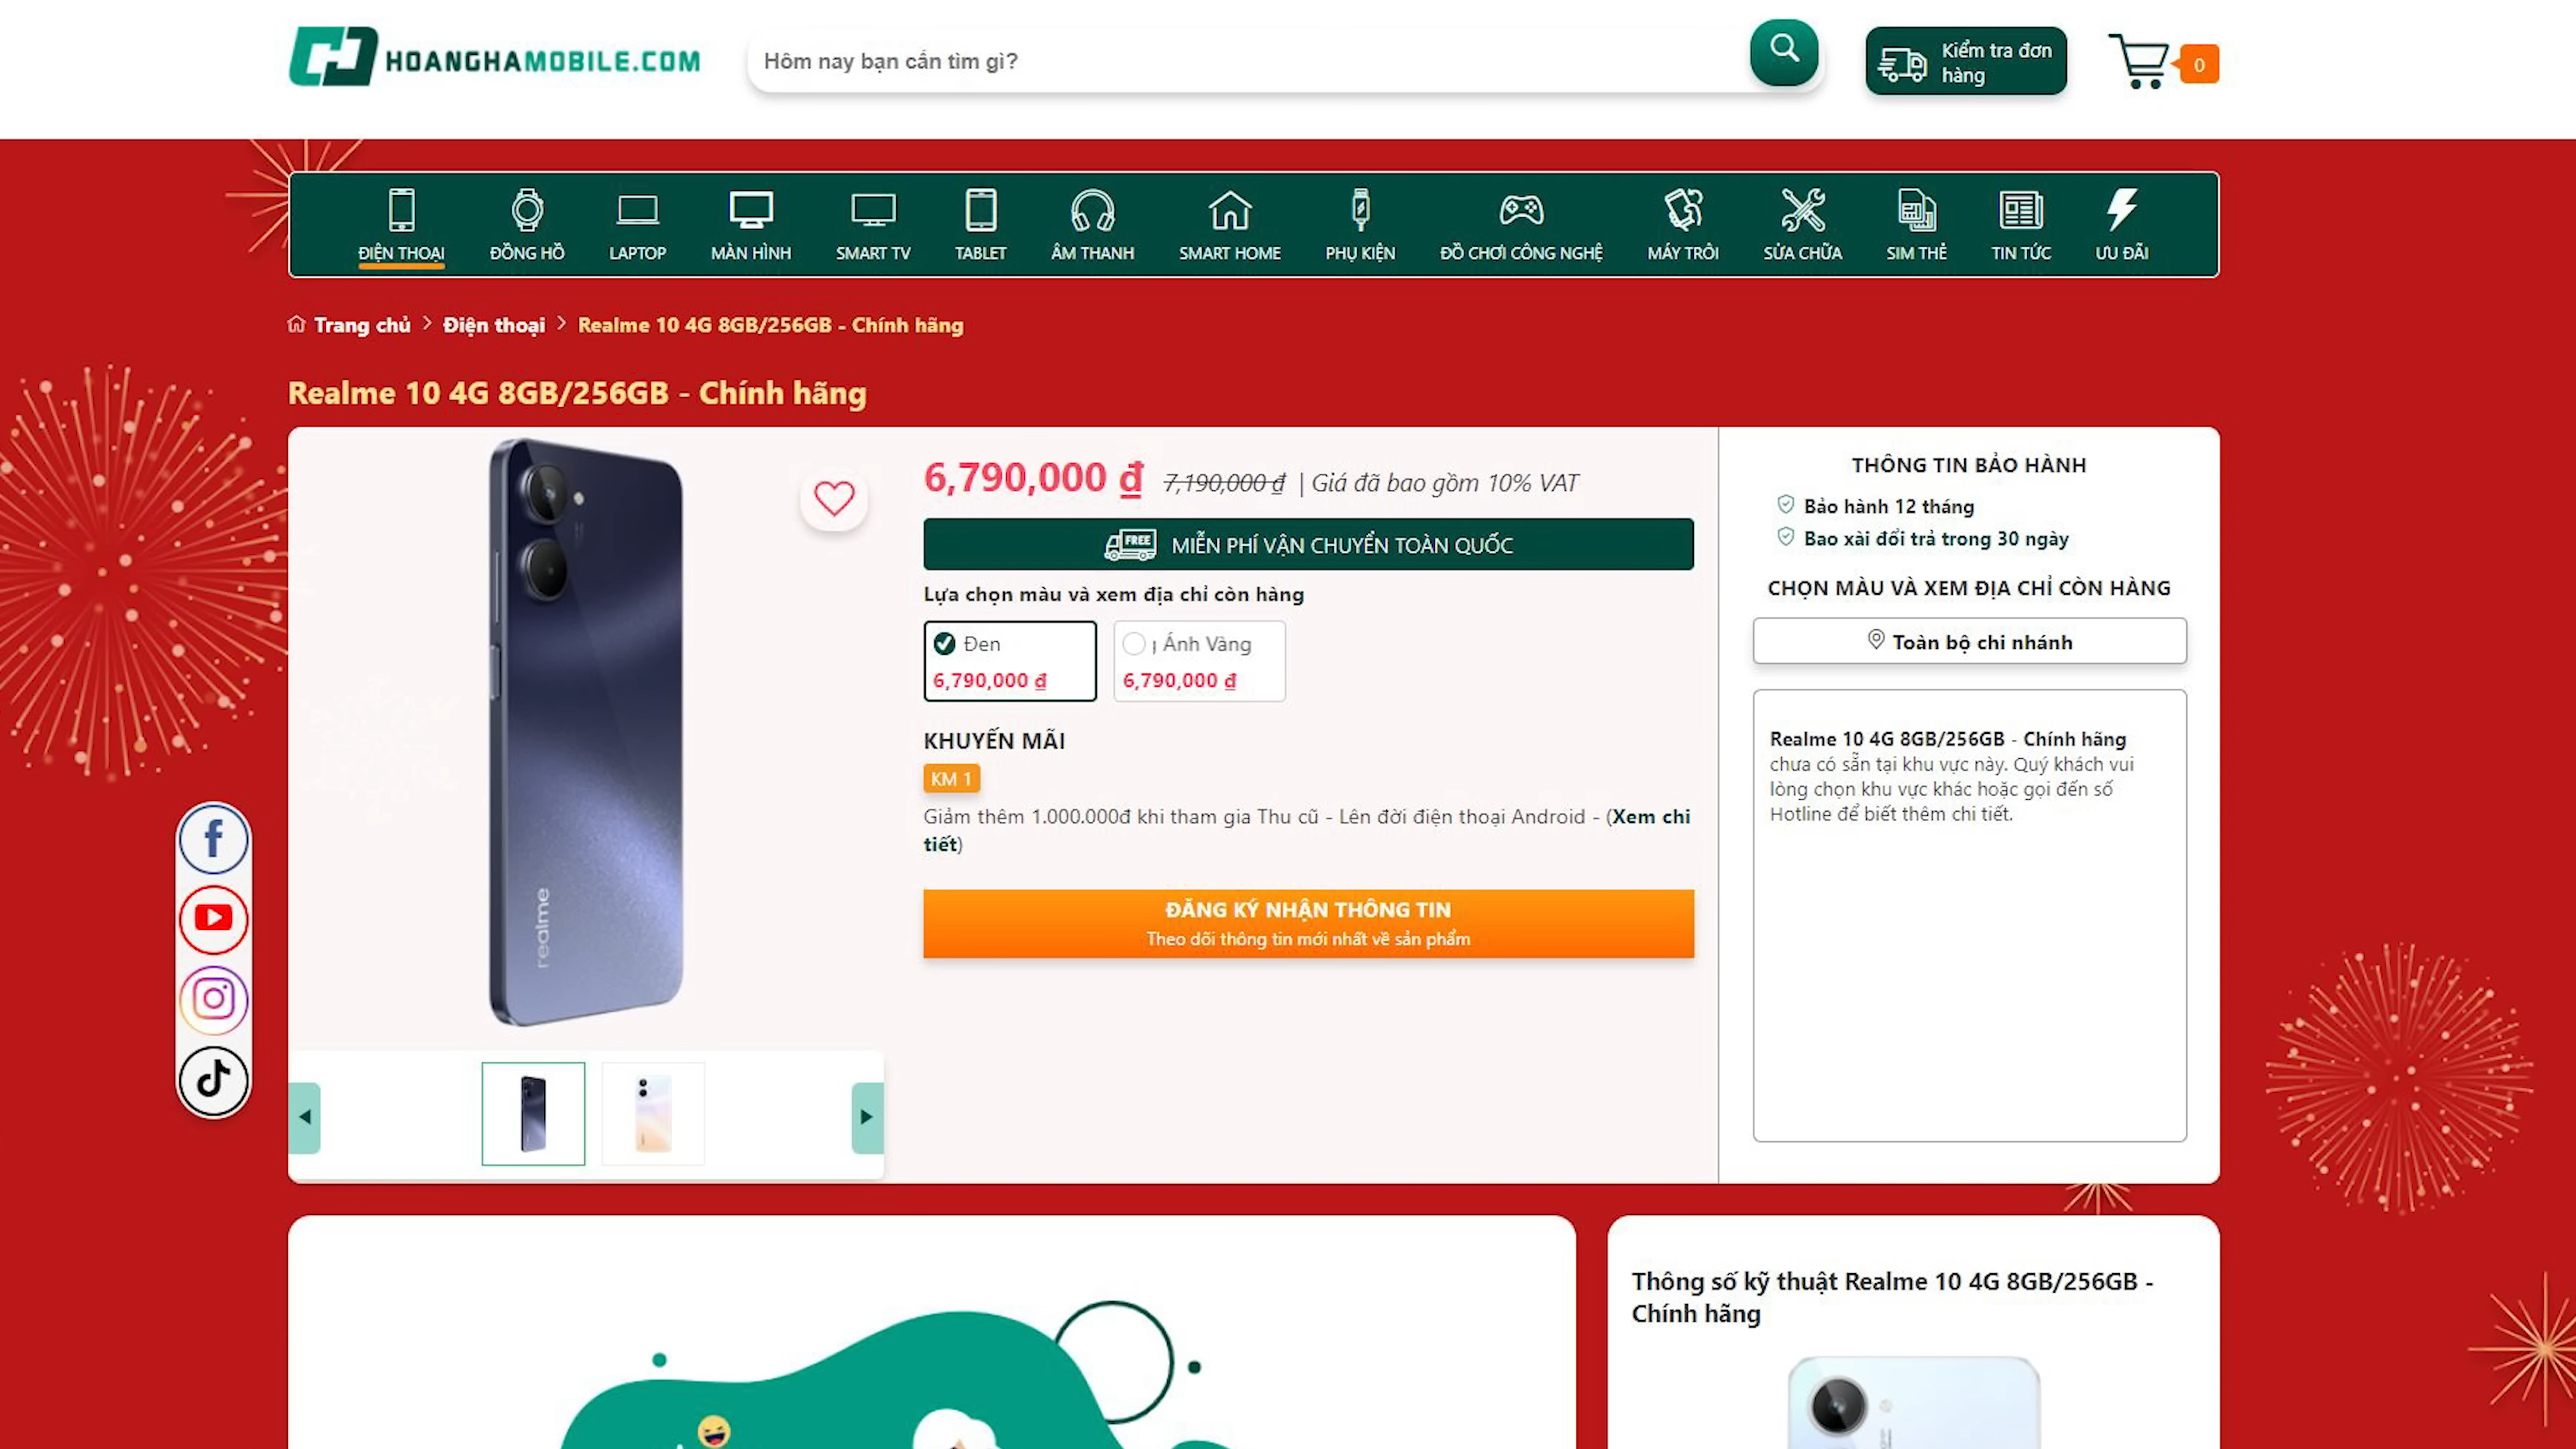 HOANGHAMOBILE.COM
Hôm nay bạn cần tìm gì?
Kiểm tra đơn
hàng
0
ĐIỆN THOẠI
ĐỒNG HỒ
LAPTOP
MÀN HÌNH
SMART TV
TABLET
ÂM THANH
SMART HOME
PHỤ KIỆN
ĐỒ CHƠI CÔNG NGHỆ
MÁY TRÔI
SỬA CHỮA
SIM THẺ
TIN TỨC
ƯU ĐÃI
Trang chủ
Điện thoại
Realme 10 4G 8GB/256GB - Chính hãng
Realme 10 4G 8GB/256GB - Chính hãng
realme
6,790,000 ₫ 7,190,000 ₫ | Giá đã bao gồm 10% VAT
FREE
MIỄN PHÍ VẬN CHUYỂN TOÀN QUỐC
Lựa chọn màu và xem địa chỉ còn hàng
Đen
6,790,000 ₫
Ánh Vàng
6,790,000 ₫
KHUYẾN MÃI
KM 1
Giảm thêm 1.000.000đ khi tham gia Thu cũ - Lên đời điện thoại Android - (Xem chi
tiết)
ĐĂNG KÝ NHẬN THÔNG TIN
Theo dõi thông tin mới nhất về sản phẩm
THÔNG TIN BẢO HÀNH
Bảo hành 12 tháng
Bao xài đổi trả trong 30 ngày
CHỌN MÀU VÀ XEM ĐỊA CHỈ CÒN HÀNG
Toàn bộ chi nhánh
Realme 10 4G 8GB/256GB - Chính hãng
chưa có sẵn tại khu vực này. Quý khách vui
lòng chọn khu vực khác hoặc gọi đến số
Hotline để biết thêm chi tiết.
Thông số kỹ thuật Realme 10 4G 8GB/256GB -
Chính hãng